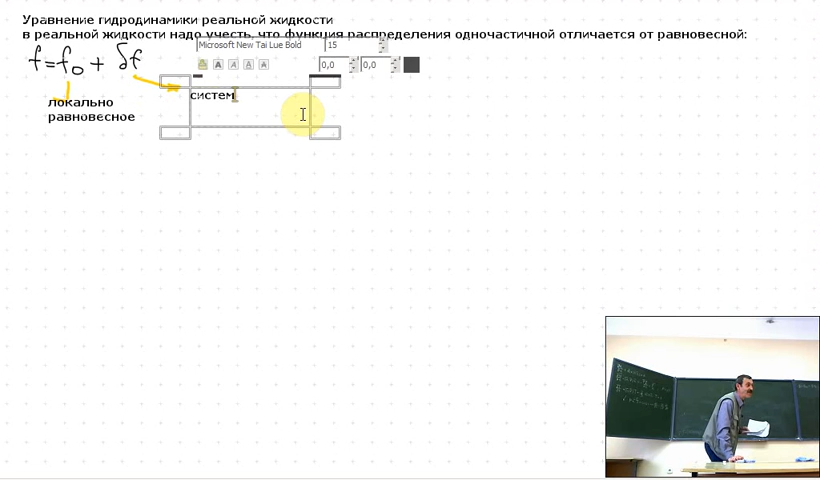 Уравнение гидродинамики реальной жидкости
в реальной жидкости надо учесть, что функция распределения одночастичной отличается от равновесной:
f=f₀+ δf
Microsoft New Tai Lue Bold 15
A A A A A 0,0 0,0
систем
локально
равновесное